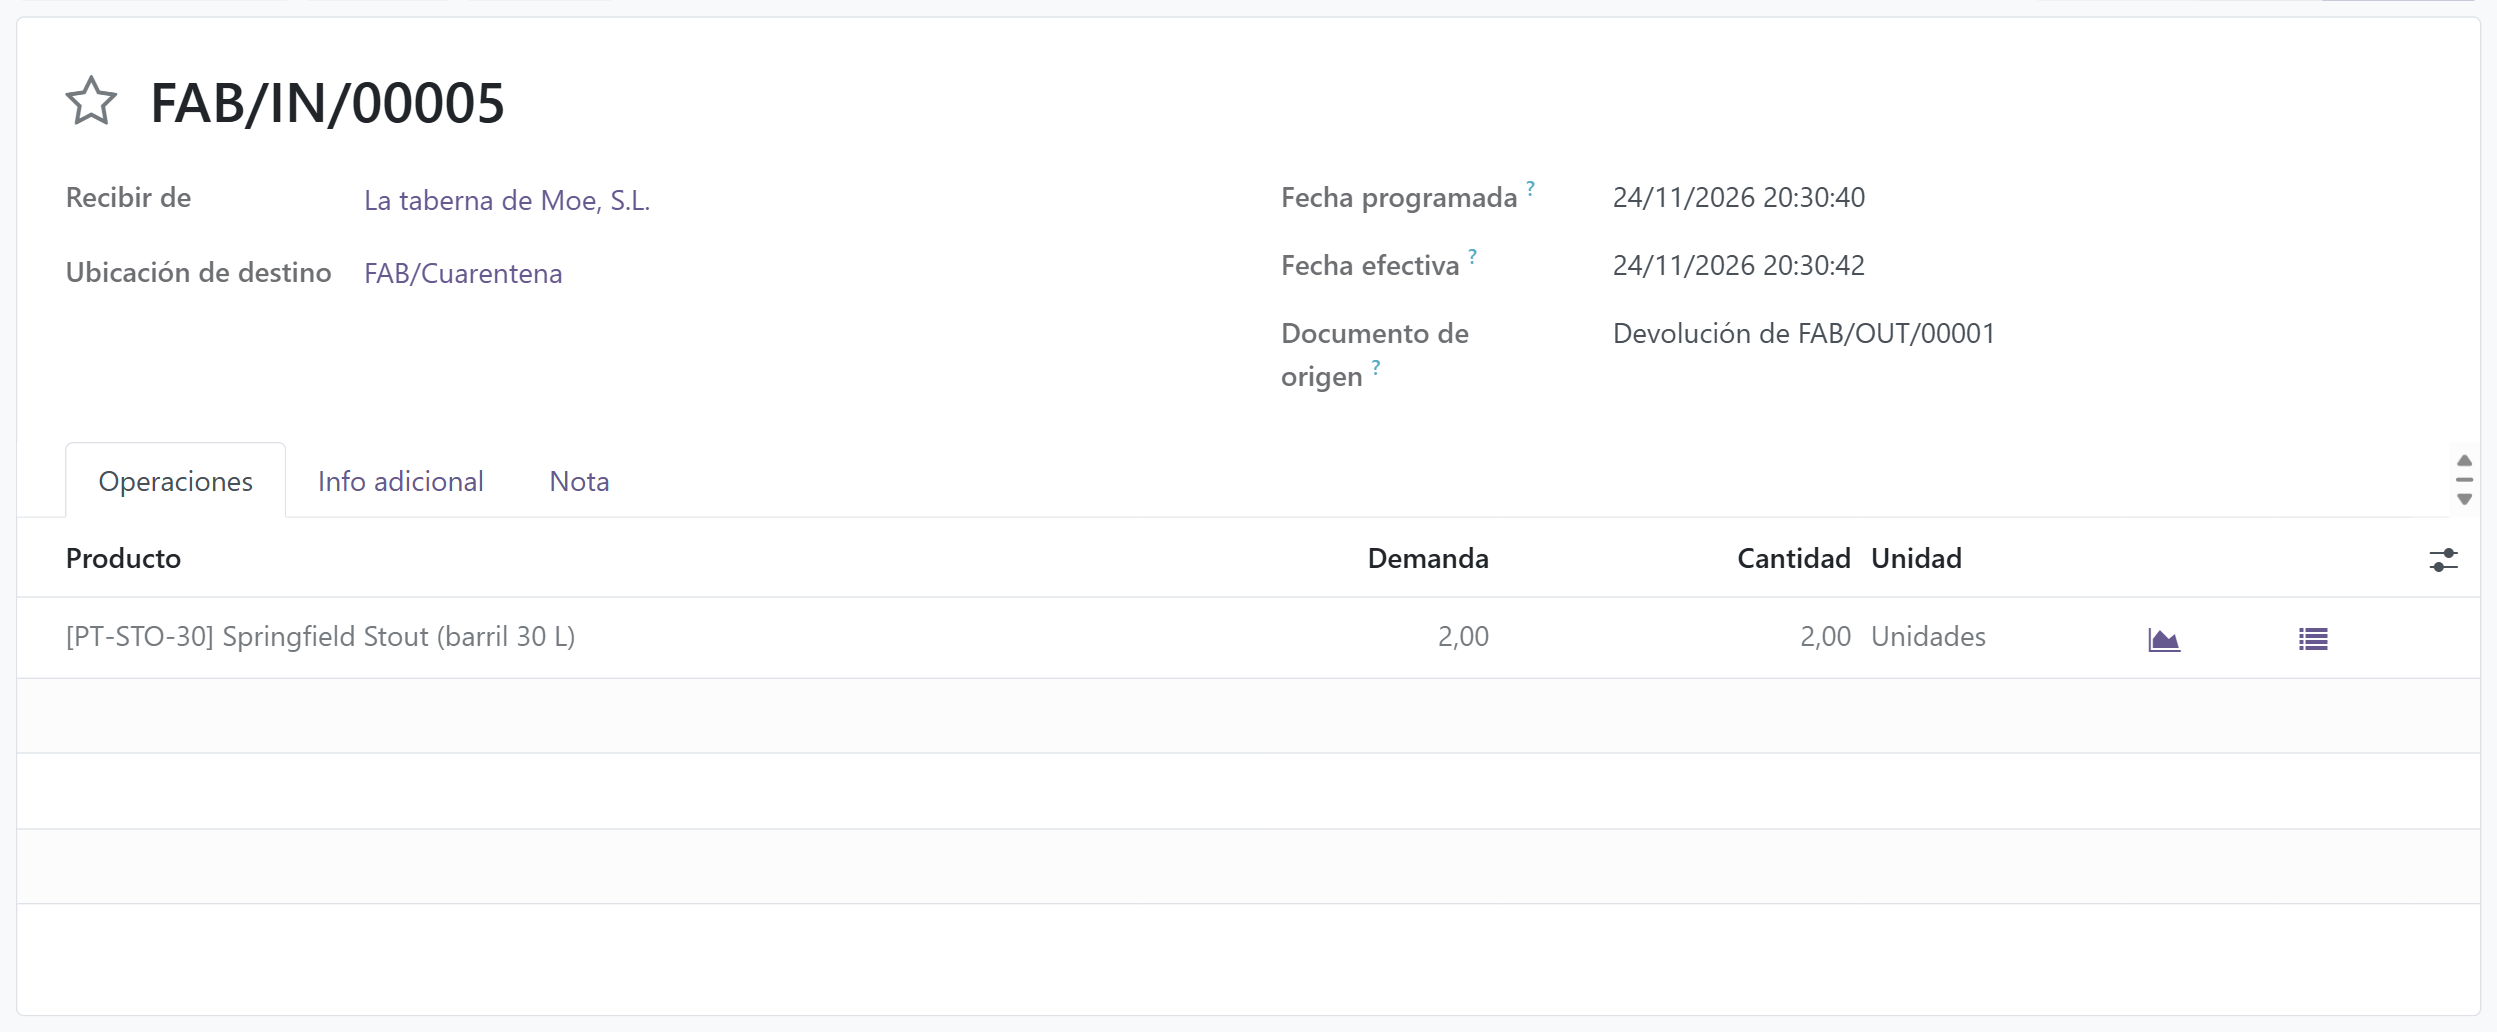 FAB/IN/00005
Recibir de La taberna de Moe, S.L.
Ubicación de destino FAB/Cuarentena
Fecha programada ? 24/11/2026 20:30:40
Fecha efectiva ? 24/11/2026 20:30:42
Documento de Devolución de FAB/OUT/00001
origen ?
Operaciones Info adicional Nota
Producto Demanda Cantidad Unidad
[PT-STO-30] Springfield Stout (barril 30 L) 2,00 2,00 Unidades